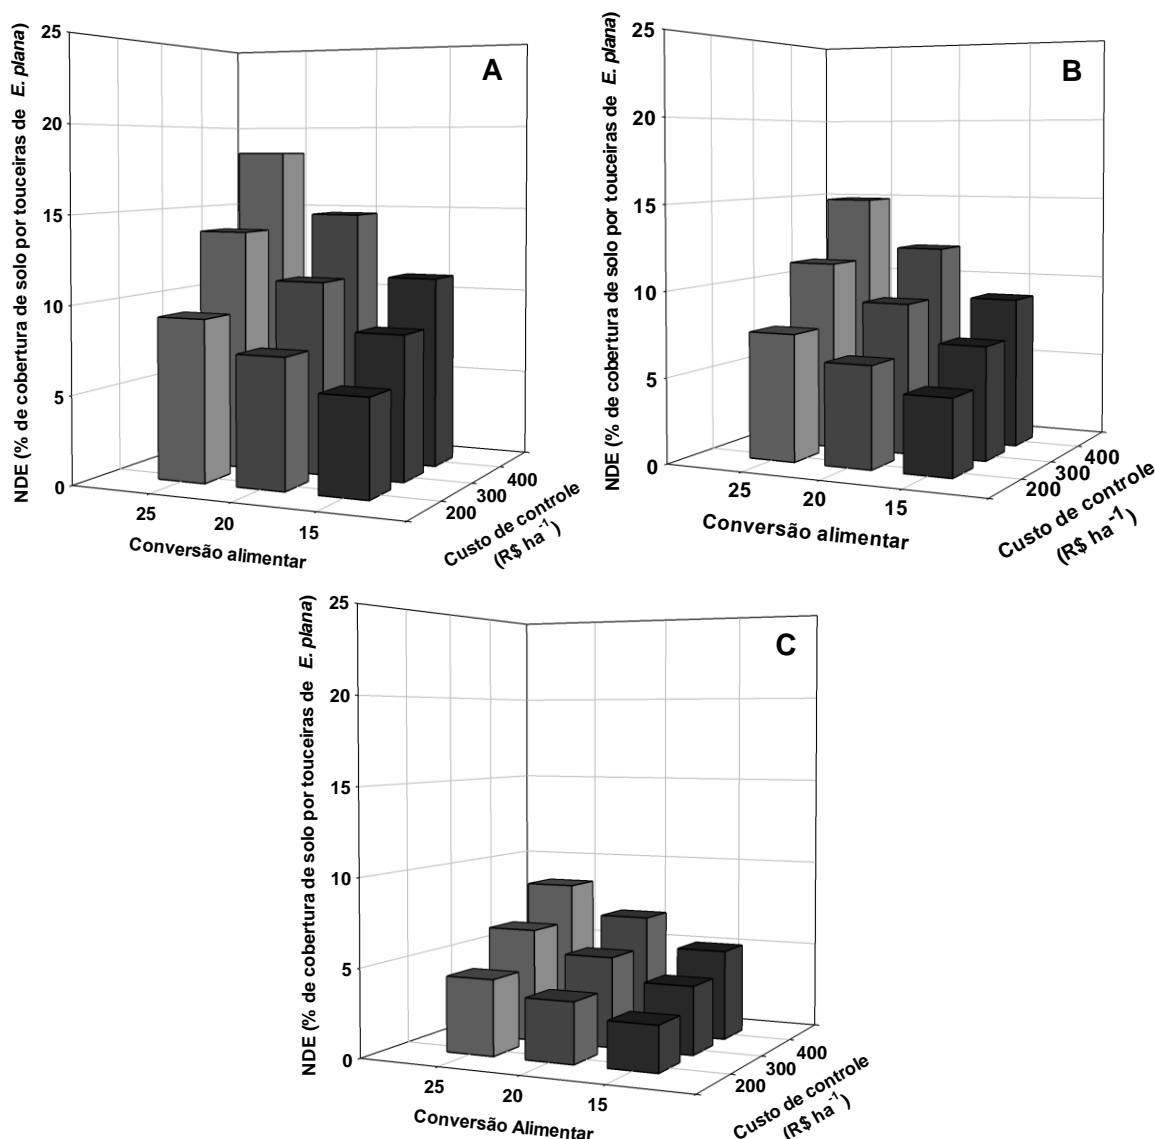 A
NDE (% de cobertura de solo por touceiras de E. plana)
25
20
15
10
5
0
25
20
15
Conversão alimentar
200
300
400
Custo de controle
(R$ ha-1)
B
NDE (% de cobertura de solo por touceiras de E. plana)
25
20
15
10
5
0
25
20
15
Conversão alimentar
200
300
400
Custo de controle
(R$ ha-1)
C
NDE (% de cobertura de solo por touceiras de E. plana)
25
20
15
10
5
0
25
20
15
Conversão Alimentar
200
300
400
Custo de controle
(R$ ha-1)